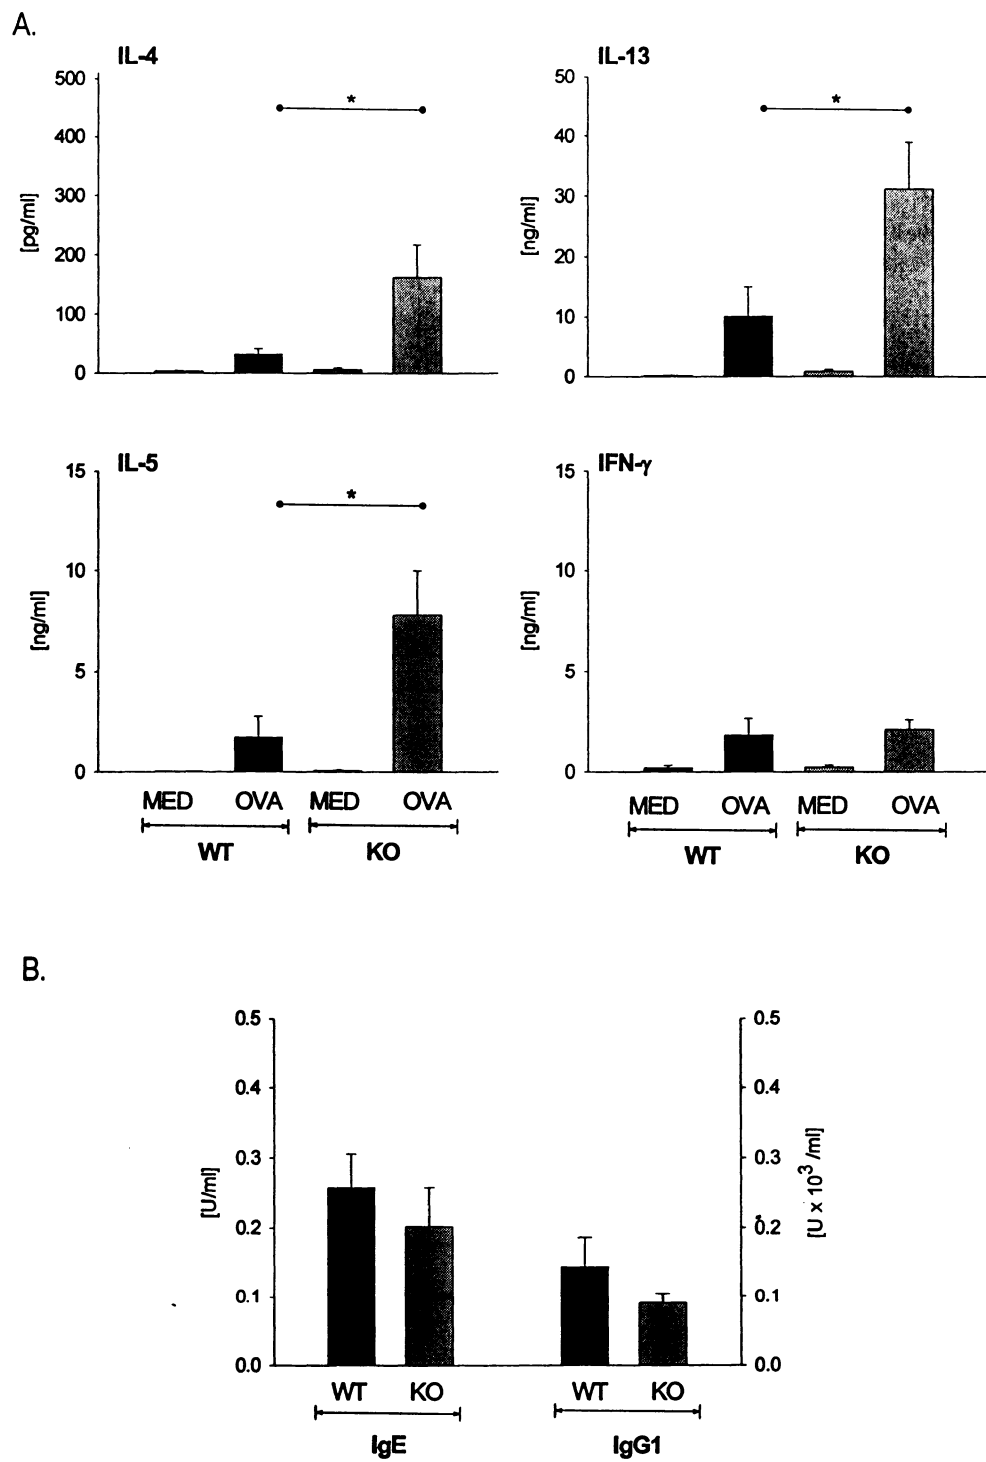 A.
IL-4
500
400
300
200
100
0
[pg/ml]
*
IL-13
50
40
30
20
10
0
[ng/ml]
*
IL-5
15
10
5
0
[ng/ml]
*
MED OVA MED OVA
WT KO
IFN-γ
15
10
5
0
[ng/ml]
MED OVA MED OVA
WT KO
B.
0.5
0.4
0.3
0.2
0.1
0.0
[U/ml]
0.5
0.4
0.3
0.2
0.1
0.0
[U x 10³ /ml]
WT KO WT KO
IgE IgG1